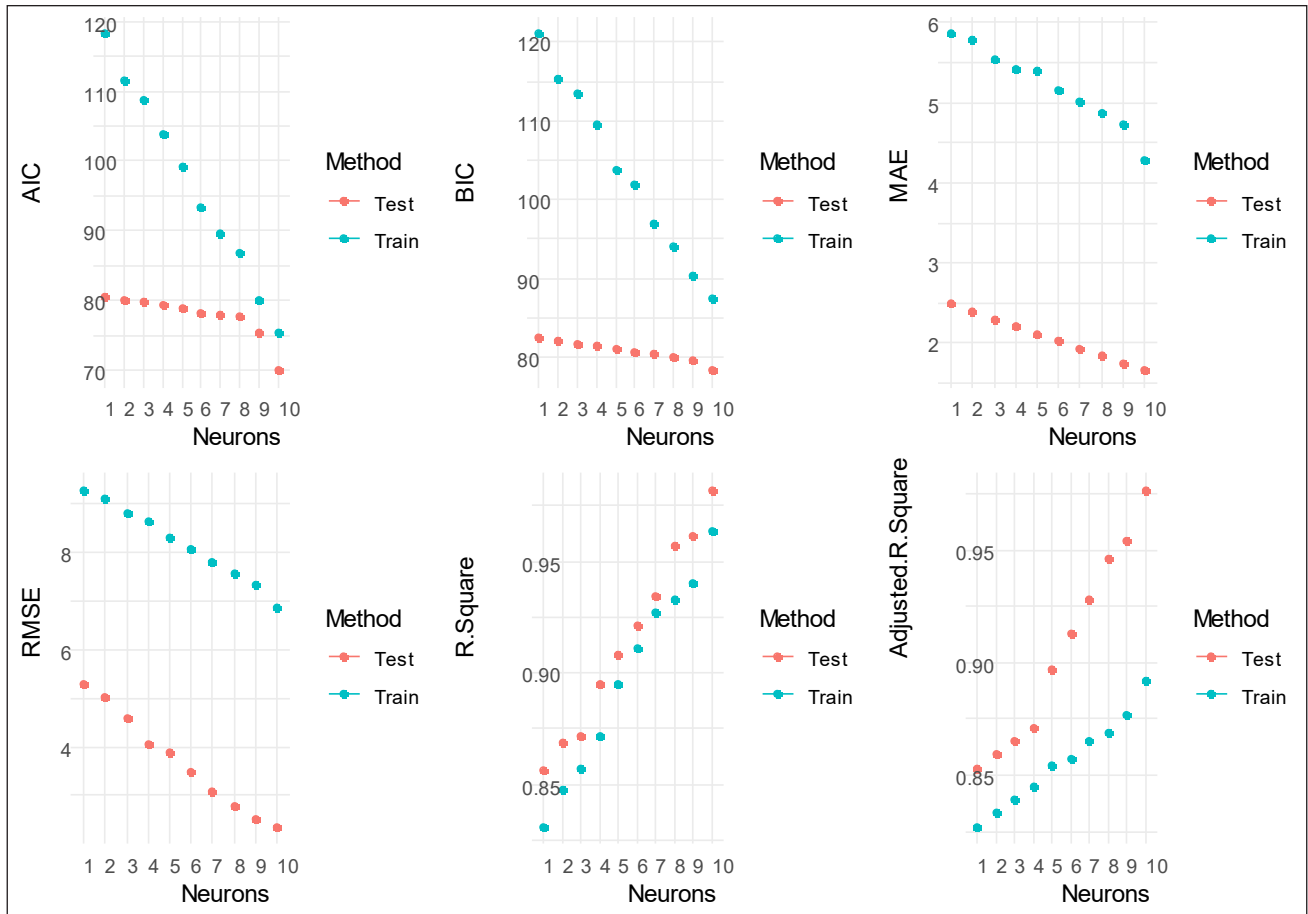 AIC
120
110
100
90
80
70
1 2 3 4 5 6 7 8 9 10
Neurons
Method
Test
Train
BIC
120
110
100
90
80
1 2 3 4 5 6 7 8 9 10
Neurons
Method
Test
Train
MAE
6
5
4
3
2
1 2 3 4 5 6 7 8 9 10
Neurons
Method
Test
Train
RMSE
8
6
4
1 2 3 4 5 6 7 8 9 10
Neurons
Method
Test
Train
R.Square
0.95
0.90
0.85
1 2 3 4 5 6 7 8 9 10
Neurons
Method
Test
Train
Adjusted.R.Square
0.95
0.90
0.85
1 2 3 4 5 6 7 8 9 10
Neurons
Method
Test
Train